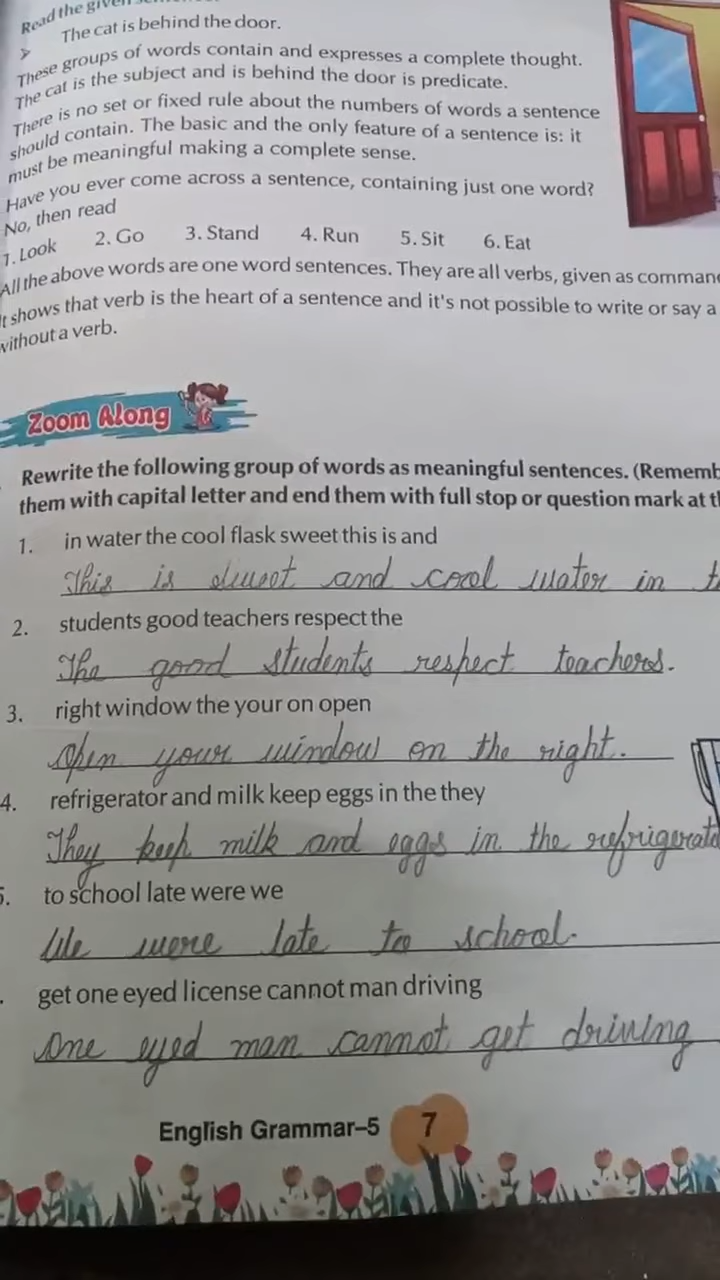 Read the given
The cat is behind the door.
These groups of words contain and expresses a complete thought.
The cat is the subject and is behind the door is predicate.
There is no set or fixed rule about the numbers of words a sentence
should contain. The basic and the only feature of a sentence is: it
must be meaningful making a complete sense.
Have you ever come across a sentence, containing just one word?
No, then read
1. Look 2. Go 3. Stand 4. Run 5. Sit 6. Eat
All the above words are one word sentences. They are all verbs, given as comman
It shows that verb is the heart of a sentence and it's not possible to write or say a
without a verb.
Zoom Along
Rewrite the following group of words as meaningful sentences. (Rememb
them with capital letter and end them with full stop or question mark at th
1. in water the cool flask sweet this is and
This is sweet and cool water in t
2. students good teachers respect the
The good students respect teachers.
3. right window the your on open
open your window on the right.
4. refrigerator and milk keep eggs in the they
They keep milk and eggs in the refrigerato
5. to school late were we
We were late to school.
. get one eyed license cannot man driving
One eyed man cannot get driving
English Grammar–5 7